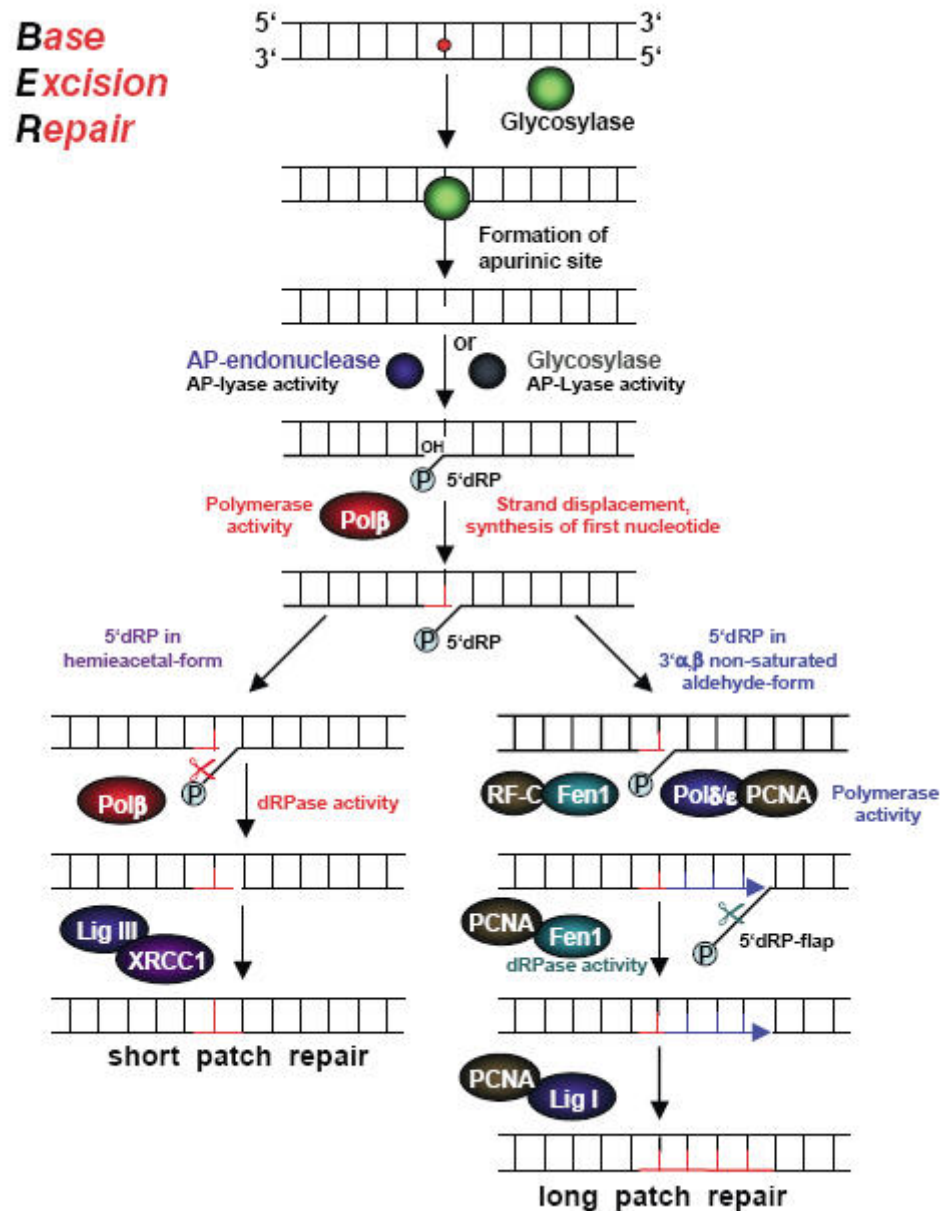 Base
Excision
Repair
5‘ 3‘
3‘ 5‘
Glycosylase
Formation of
apurinic site
or
AP-endonuclease
AP-lyase activity
Glycosylase
AP-Lyase activity
OH
P 5‘dRP
Polymerase
activity
Polβ
Strand displacement,
synthesis of first nucleotide
P 5‘dRP
5‘dRP in
hemieacetal-form
5‘dRP in
3‘α,β non-saturated
aldehyde-form
P
Polβ
dRPase activity
Lig III
XRCC1
short patch repair
P
RF-C Fen1
Polδ/ε PCNA
Polymerase
activity
PCNA
Fen1
dRPase activity
P
5‘dRP-flap
PCNA
Lig I
long patch repair